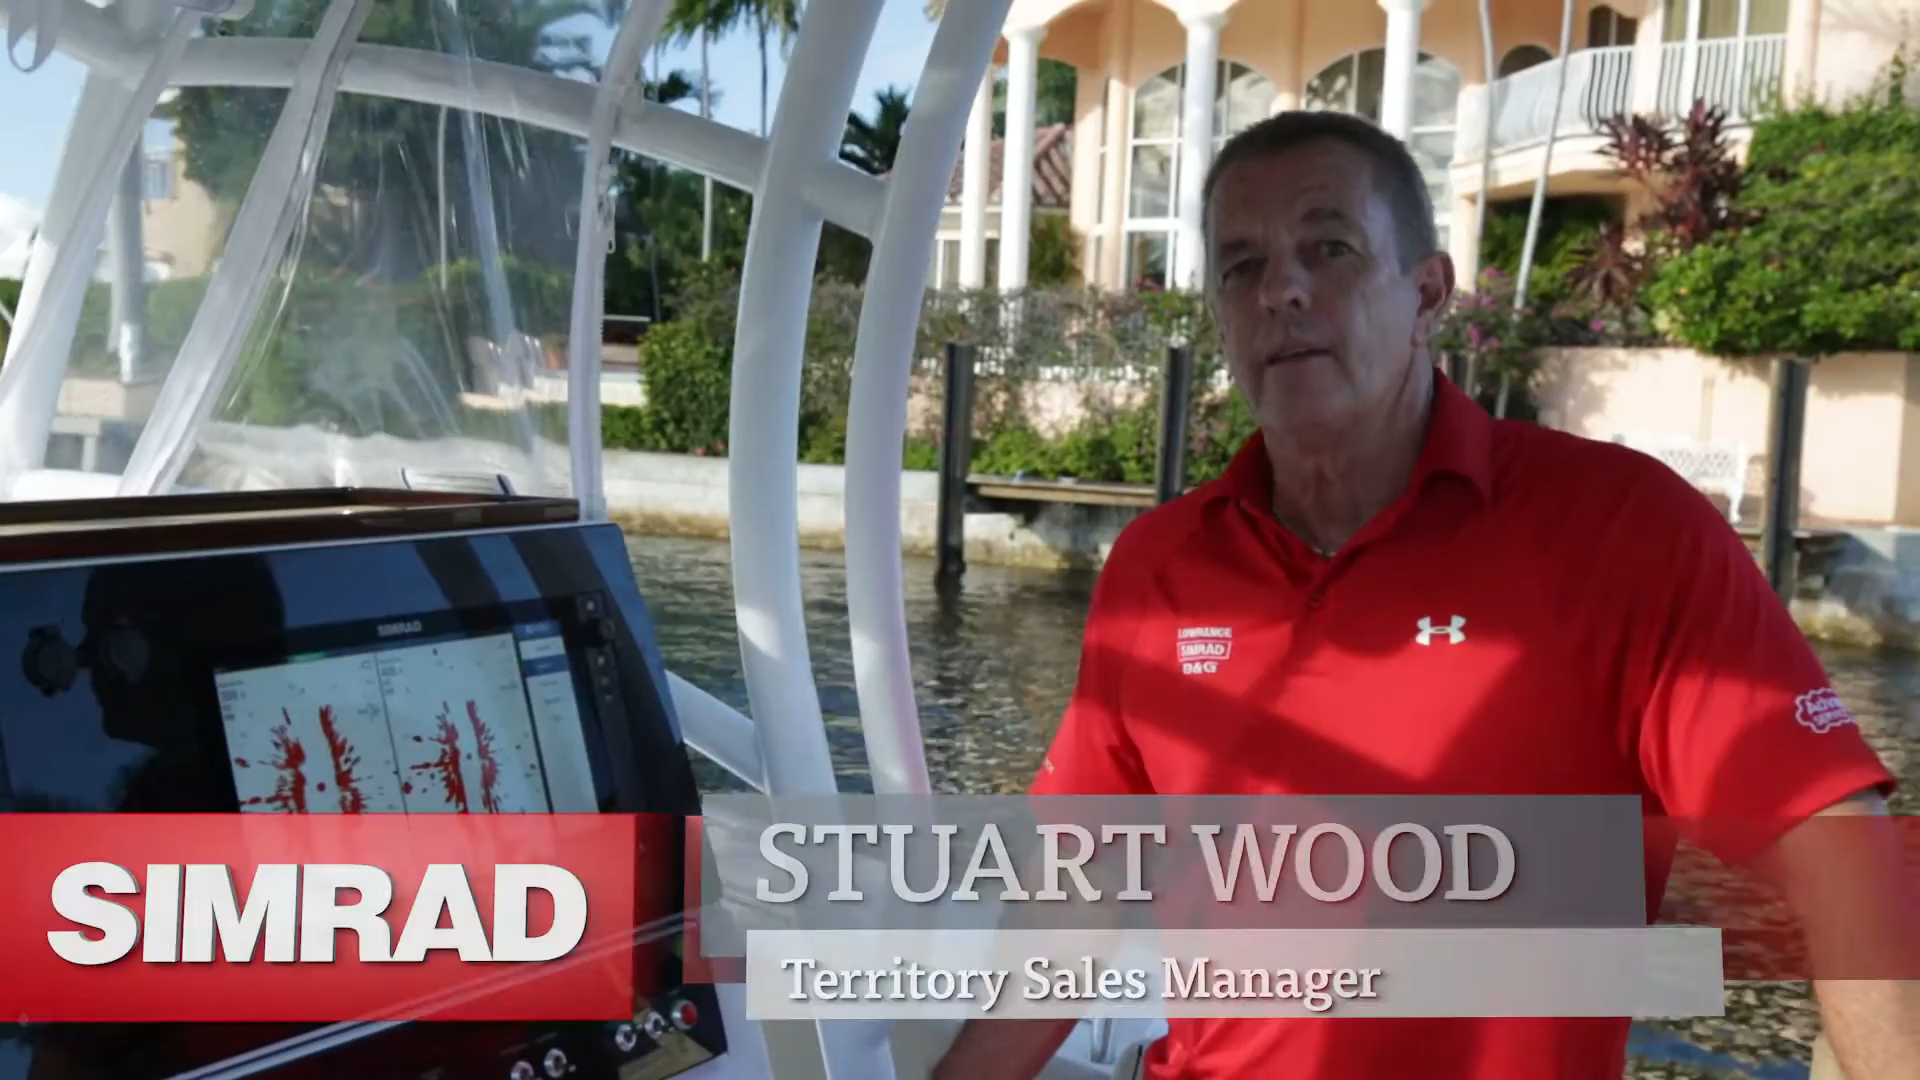 SIMRAD
LOWRANCE
SIMRAD
B&G
SIMRAD
STUART WOOD
Territory Sales Manager